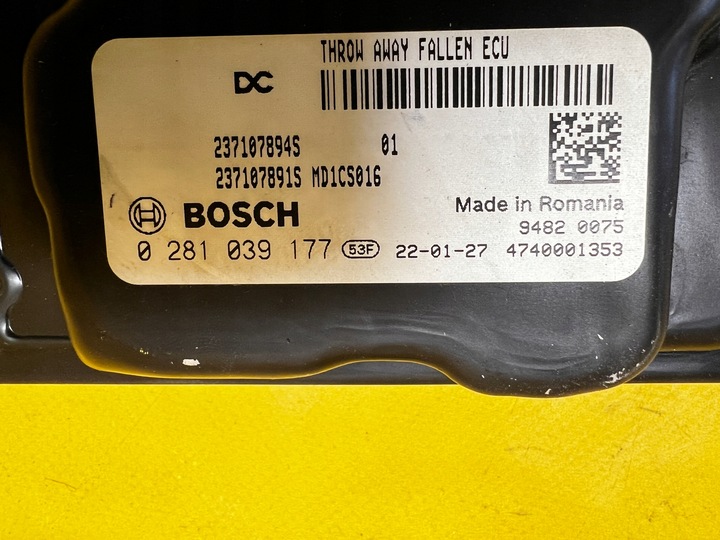 THROW AWAY FALLEN ECU
DC
237107894S 01
237107891S MD1CS016
Made in Romania
BOSCH
9482 0075
0 281 039 177 53F 22-01-27 4740001353